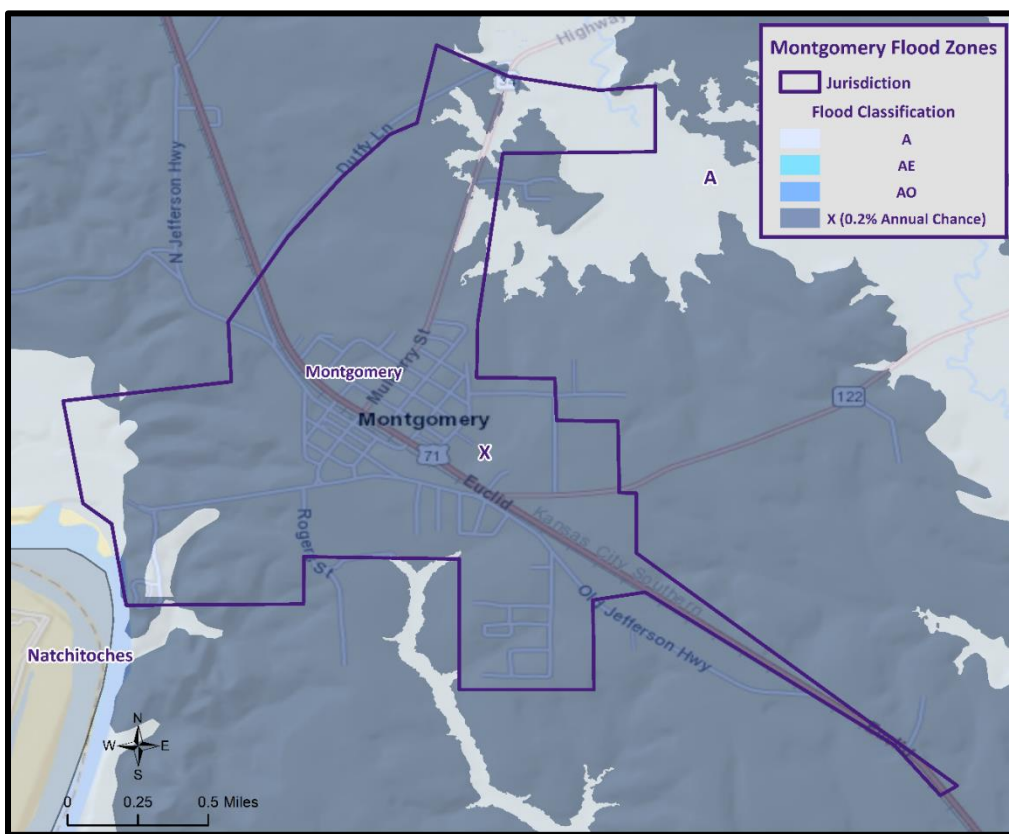 Montgomery Flood Zones
Jurisdiction
Flood Classification
A
AE
AO
X (0.2% Annual Chance)
Highway
Duffy Ln
N Jefferson Hwy
A
Mulberry St
Montgomery
Montgomery
122
71
X
Euclid
Kansas City Southern
Rogers St
Old Jefferson Hwy
Natchitoches
N
W E
S
0 0.25 0.5 Miles